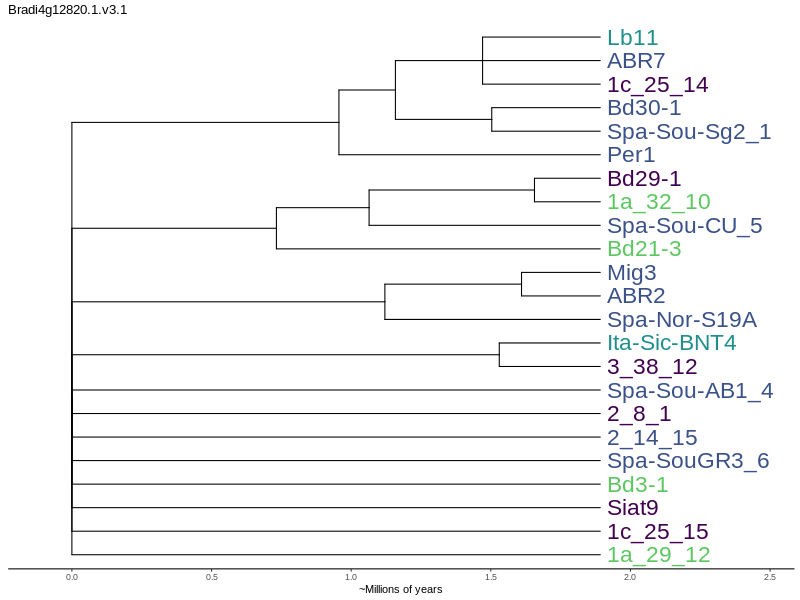 Bradi4g12820.1.v3.1
Lb11
ABR7
1c_25_14
Bd30-1
Spa-Sou-Sg2_1
Per1
Bd29-1
1a_32_10
Spa-Sou-CU_5
Bd21-3
Mig3
ABR2
Spa-Nor-S19A
Ita-Sic-BNT4
3_38_12
Spa-Sou-AB1_4
2_8_1
2_14_15
Spa-SouGR3_6
Bd3-1
Siat9
1c_25_15
1a_29_12
0.0 0.5 1.0 1.5 2.0 2.5
~Millions of years